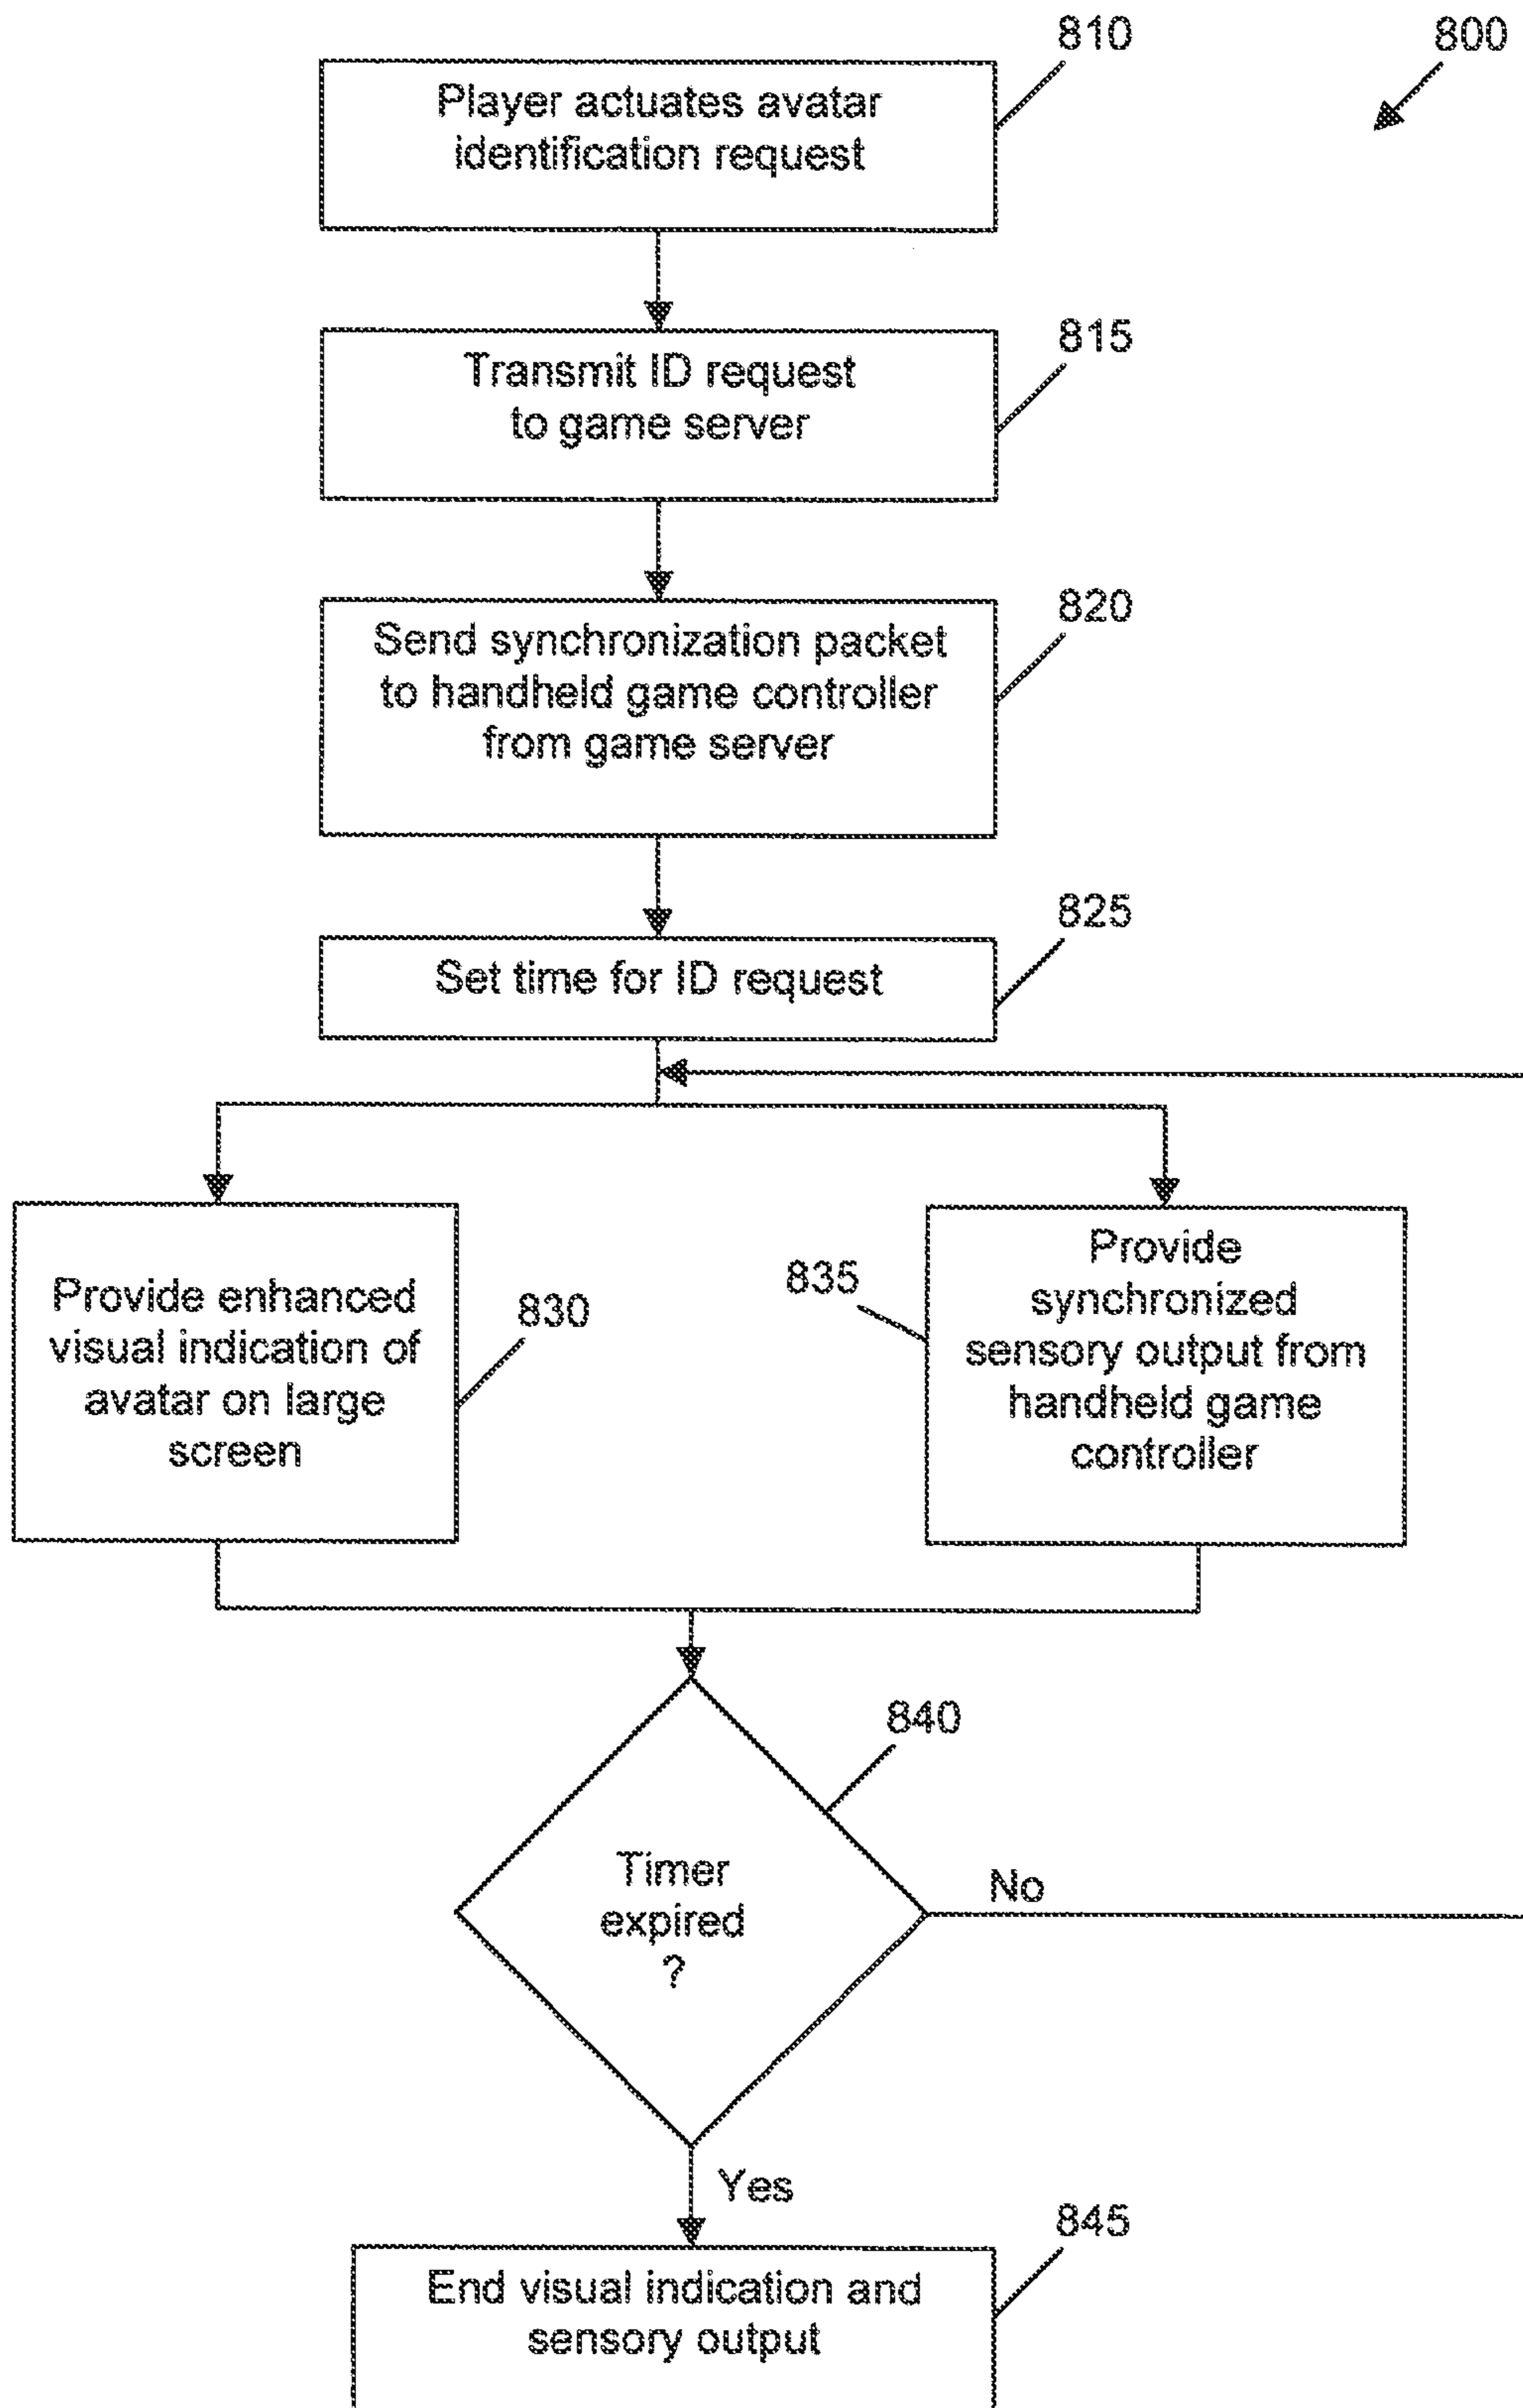 810
800
Player actuates avatar
identification request
815
Transmit ID request
to game server
820
Send synchronization packet
to handheld game controller
from game server
825
Set time for ID request
Provide enhanced
visual indication of
avatar on large
screen
830
835
Provide
synchronized
sensory output from
handheld game
controller
840
Timer
expired
?
No
Yes
845
End visual indication and
sensory output